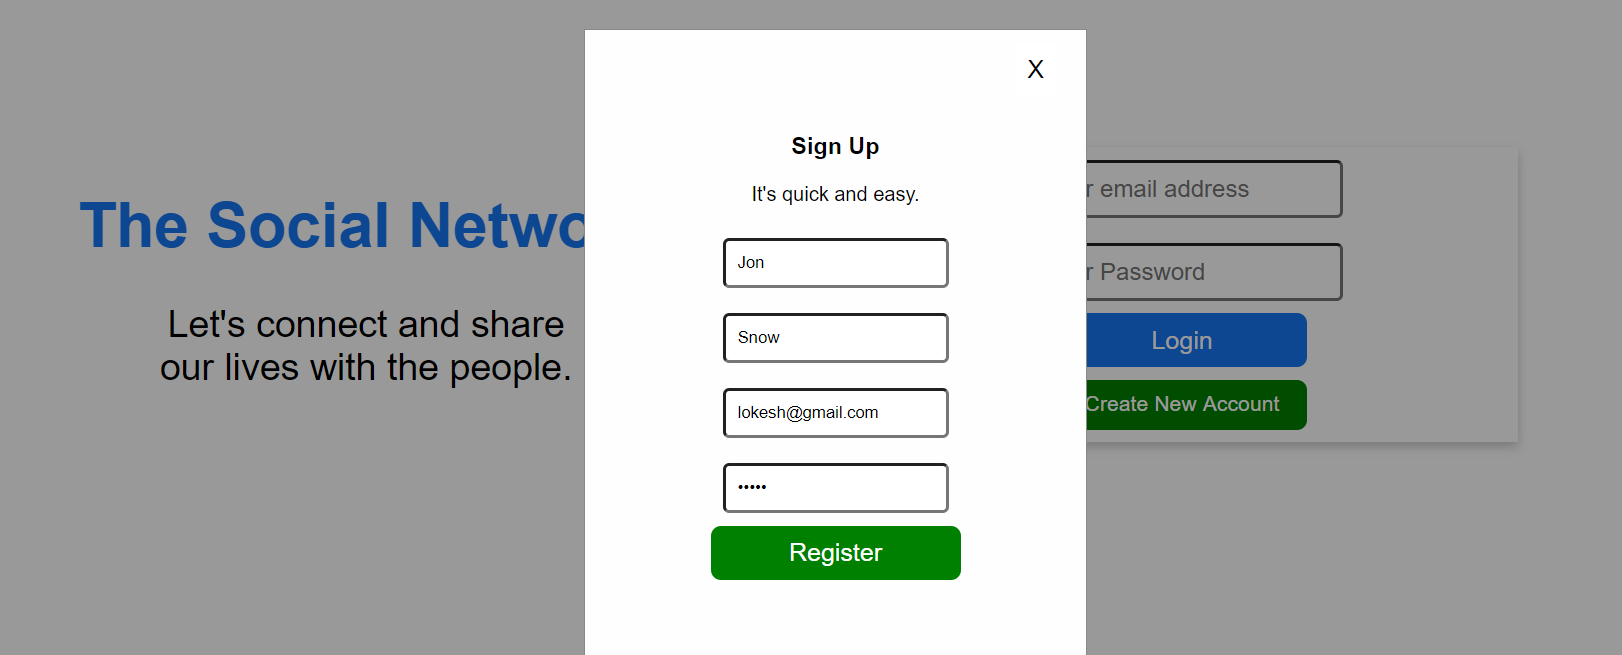 X
Sign Up
It's quick and easy.
Jon
Snow
lokesh@gmail.com
•••••
Register
The Social Netwo
Let's connect and share
our lives with the people.
r email address
r Password
Login
Create New Account